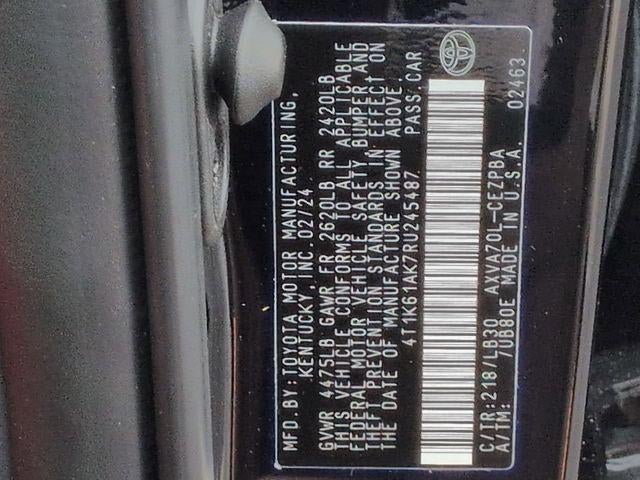 MFD. BY: TOYOTA MOTOR MANUFACTURING,
KENTUCKY, INC. 02/24
GVWR 4475LB GAWR FR 2620LB RR 2420LB
THIS VEHICLE CONFORMS TO ALL APPLICABLE
FEDERAL MOTOR VEHICLE SAFETY, BUMPER AND
THEFT PREVENTION STANDARDS IN EFFECT ON
THE DATE OF MANUFACTURE SHOWN ABOVE.
4T1K61AK7RU245487 PASS. CAR
C/TR: 218/LB20 AXVA70L-CEZPBA
A/TM: /UB80E MADE IN U.S.A. 02463